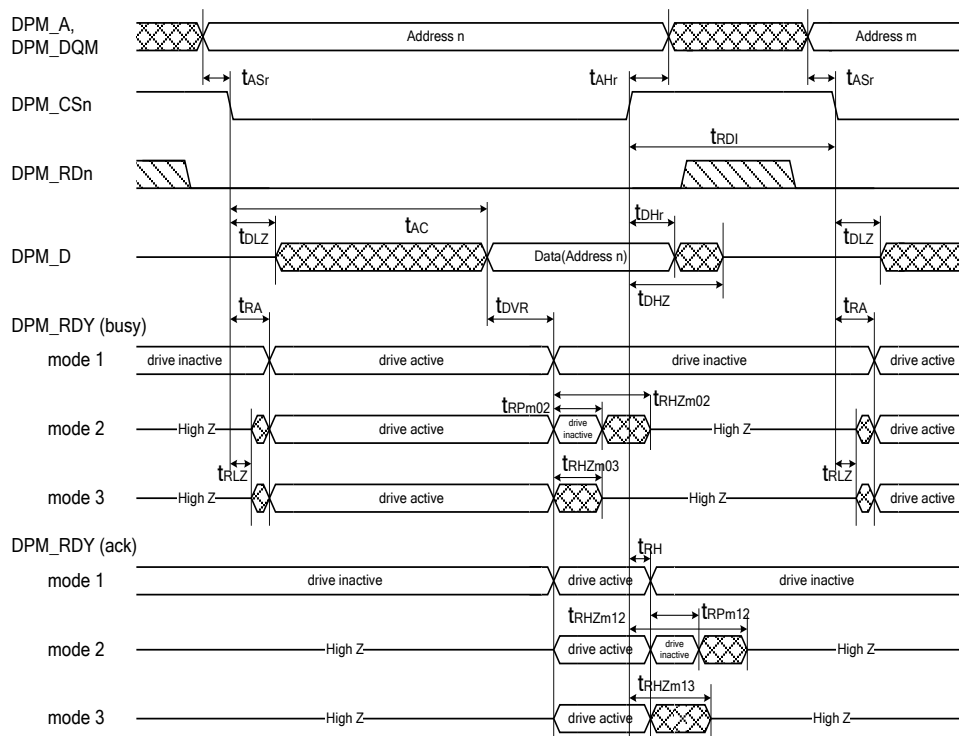 DPM_A,
DPM_DQM
Address n
Address m
tASr
tAHr
tASr
DPM_CSn
tRDI
DPM_RDn
tAC
tDLZ
tDHr
tDLZ
DPM_D
Data(Address n)
tDHZ
tRA
tDVR
tRA
DPM_RDY (busy)
mode 1
drive inactive
drive active
drive inactive
drive active
tRPm02
tRHZm02
mode 2
High Z
drive active
drive
inactive
High Z
drive active
tRLZ
tRHZm03
tRLZ
mode 3
High Z
drive active
High Z
drive active
DPM_RDY (ack)
tRH
mode 1
drive inactive
drive active
drive inactive
tRHZm12
tRPm12
mode 2
High Z
drive active
drive
inactive
High Z
tRHZm13
mode 3
High Z
drive active
High Z